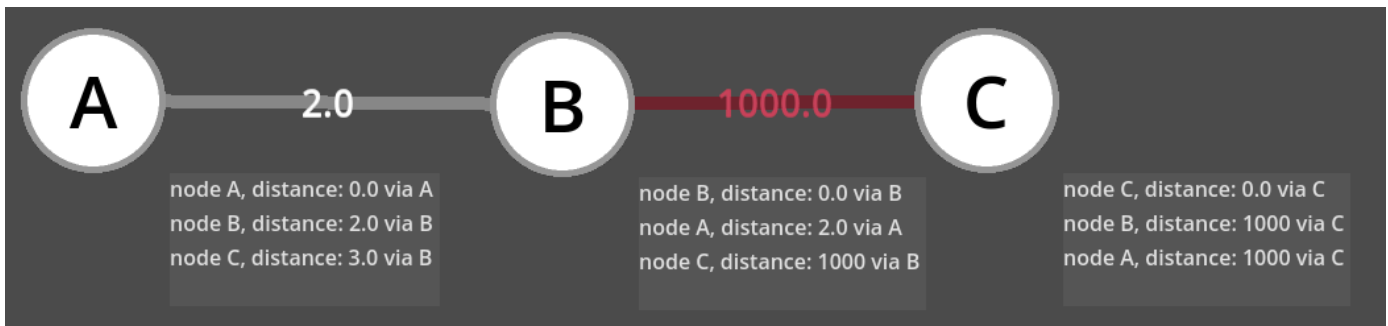 A
2.0
B
1000.0
C
node A, distance: 0.0 via A
node B, distance: 2.0 via B
node C, distance: 3.0 via B
node B, distance: 0.0 via B
node A, distance: 2.0 via A
node C, distance: 1000 via B
node C, distance: 0.0 via C
node B, distance: 1000 via C
node A, distance: 1000 via C